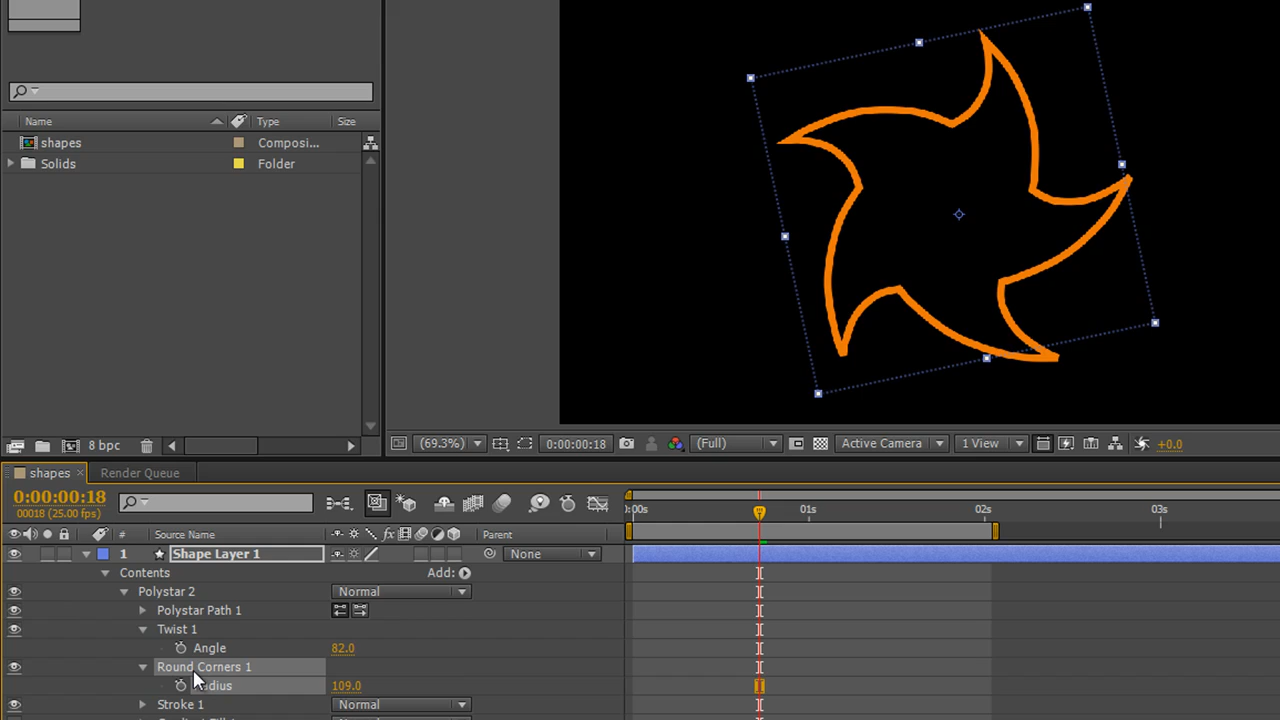 Name Type Size
shapes Composi...
Solids Folder
8 bpc
(69.3%) 0:00:00:18 (Full) Active Camera 1 View +0.0
shapes × Render Queue
0:00:00:18
00018 (25.00 fps)
:00s 01s 02s 03s
# Source Name Parent
1 Shape Layer 1 None
Contents Add:
Polystar 2 Normal
Polystar Path 1
Twist 1
Angle 82.0
Round Corners 1
Radius 109.0
Stroke 1 Normal